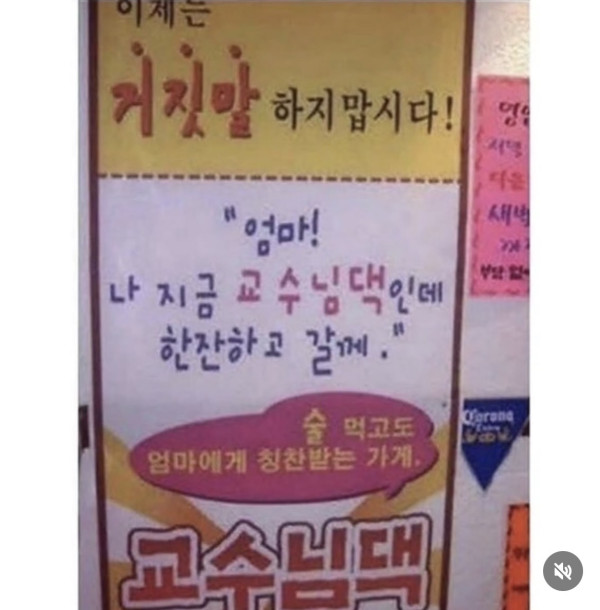 이제는
거짓말 하지맙시다!
"엄마!
나 지금 교수님댁인데
한잔하고 갈께."
술 먹고도
엄마에게 칭찬받는 가게.
교수님댁
Corona
Extra